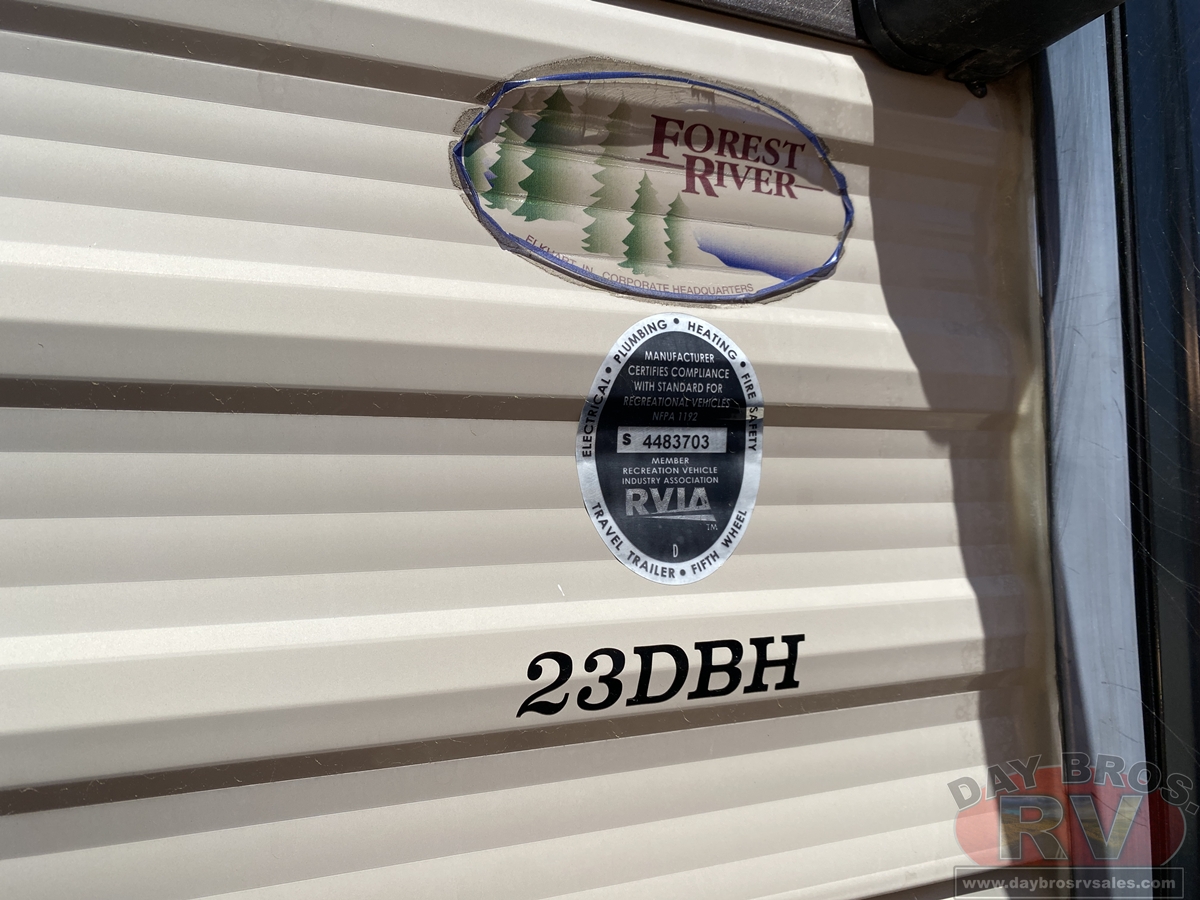 FOREST
RIVER
ELKHART, IN. CORPORATE HEADQUARTERS
ELECTRICAL • PLUMBING • HEATING • FIRE SAFETY
MANUFACTURER
CERTIFIES COMPLIANCE
WITH STANDARD FOR
RECREATIONAL VEHICLES
NFPA 1192
S 4483703
MEMBER
RECREATION VEHICLE
INDUSTRY ASSOCIATION
RVIA
TM
D
TRAVEL TRAILER • FIFTH WHEEL
23DBH
DAY BROS.
RV
www.daybrosrvsales.com